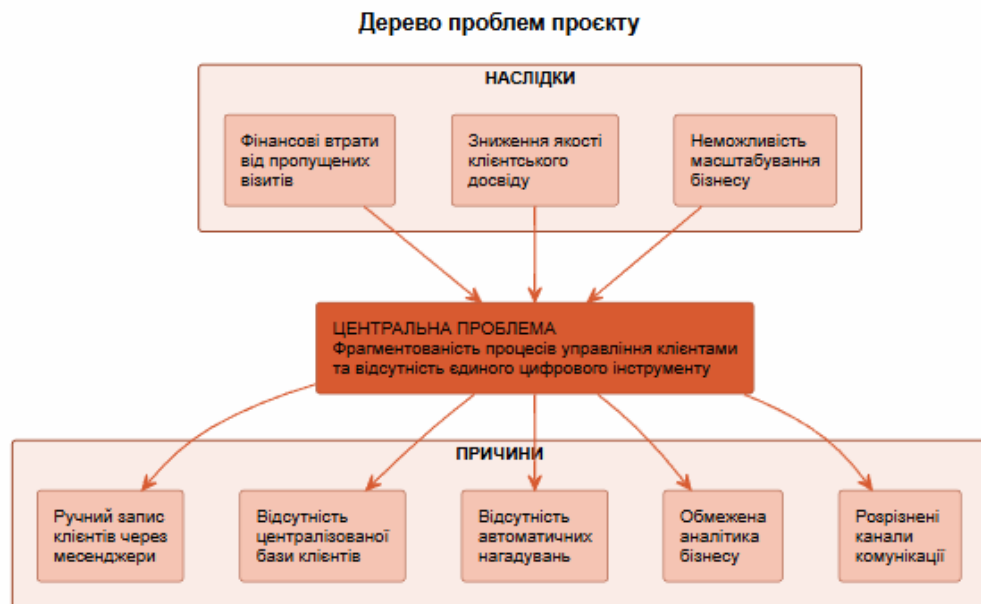 Дерево проблем проєкту
НАСЛІДКИ
Фінансові втрати
від пропущених
візитів
Зниження якості
клієнтського
досвіду
Неможливість
масштабування
бізнесу
ЦЕНТРАЛЬНА ПРОБЛЕМА
Фрагментованість процесів управління клієнтами
та відсутність єдиного цифрового інструменту
ПРИЧИНИ
Ручний запис
клієнтів через
месенджери
Відсутність
централізованої
бази клієнтів
Відсутність
автоматичних
нагадувань
Обмежена
аналітика
бізнесу
Розрізнені
канали
комунікації